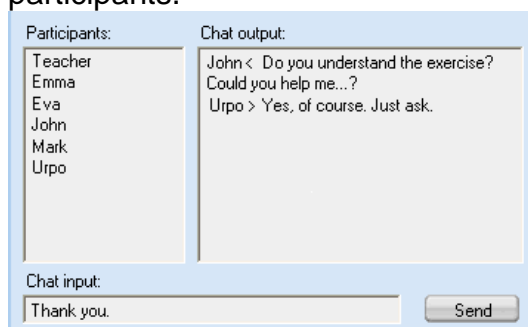 participants.
Participants:
Chat output:
Teacher
Emma
Eva
John
Mark
Urpo
John < Do you understand the exercise?
Could you help me...?
Urpo > Yes, of course. Just ask.
Chat input:
Thank you.
Send